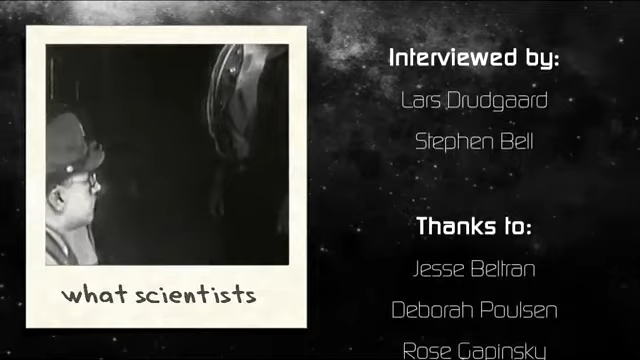 what scientists
Interviewed by:
Lars Drudgaard
Stephen Bell
Thanks to:
Jesse Beltran
Deborah Poulsen
Rose Gapinsky